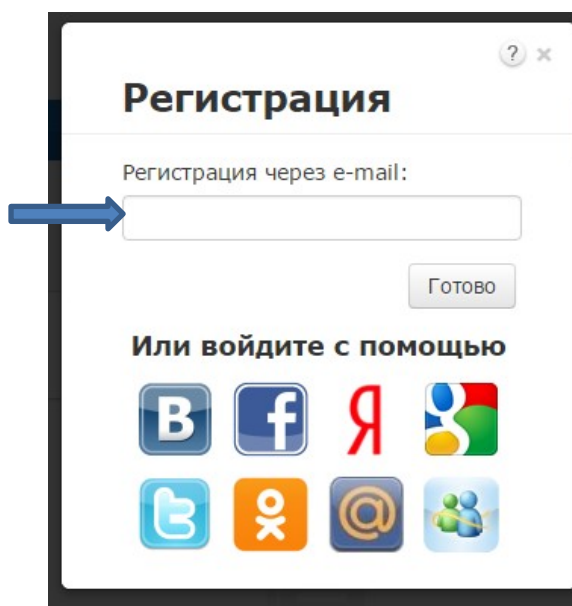 ?
Регистрация
Регистрация через e-mail:
Готово
Или войдите с помощью
В f Я g
t @